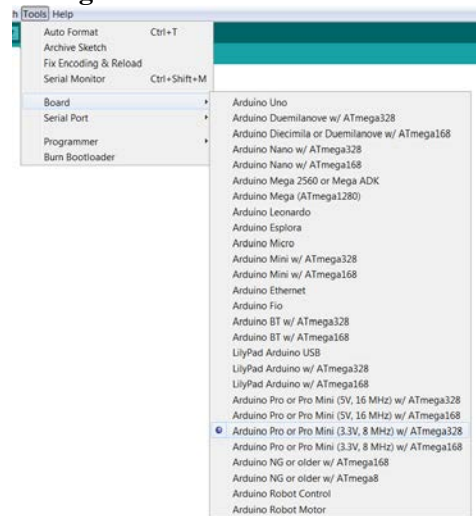 h Tools Help
Auto Format Ctrl+T
Archive Sketch
Fix Encoding & Reload
Serial Monitor Ctrl+Shift+M
Board
Serial Port
Programmer
Burn Bootloader
Arduino Uno
Arduino Duemilanove w/ ATmega328
Arduino Diecimila or Duemilanove w/ ATmega168
Arduino Nano w/ ATmega328
Arduino Nano w/ ATmega168
Arduino Mega 2560 or Mega ADK
Arduino Mega (ATmega1280)
Arduino Leonardo
Arduino Esplora
Arduino Micro
Arduino Mini w/ ATmega328
Arduino Mini w/ ATmega168
Arduino Ethernet
Arduino Fio
Arduino BT w/ ATmega328
Arduino BT w/ ATmega168
LilyPad Arduino USB
LilyPad Arduino w/ ATmega328
LilyPad Arduino w/ ATmega168
Arduino Pro or Pro Mini (5V, 16 MHz) w/ ATmega328
Arduino Pro or Pro Mini (5V, 16 MHz) w/ ATmega168
Arduino Pro or Pro Mini (3.3V, 8 MHz) w/ ATmega328
Arduino Pro or Pro Mini (3.3V, 8 MHz) w/ ATmega168
Arduino NG or older w/ ATmega168
Arduino NG or older w/ ATmega8
Arduino Robot Control
Arduino Robot Motor